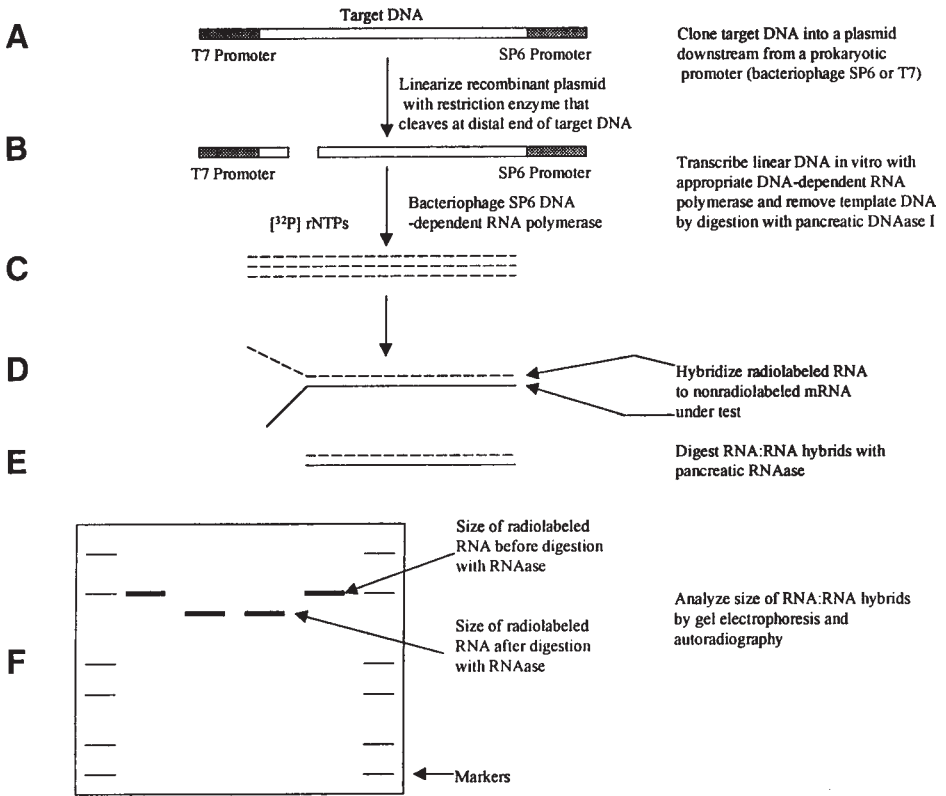 A
Target DNA
T7 Promoter
SP6 Promoter
Clone target DNA into a plasmid
downstream from a prokaryotic
promoter (bacteriophage SP6 or T7)
Linearize recombinant plasmid
with restriction enzyme that
cleaves at distal end of target DNA
B
T7 Promoter
SP6 Promoter
Transcribe linear DNA in vitro with
appropriate DNA-dependent RNA
polymerase and remove template DNA
by digestion with pancreatic DNAase I
[³²P] rNTPs
Bacteriophage SP6 DNA
-dependent RNA polymerase
C
D
Hybridize radiolabeled RNA
to nonradiolabeled mRNA
under test
E
Digest RNA:RNA hybrids with
pancreatic RNAase
F
Size of radiolabeled
RNA before digestion
with RNAase
Size of radiolabeled
RNA after digestion
with RNAase
Analyze size of RNA:RNA hybrids
by gel electrophoresis and
autoradiography
Markers